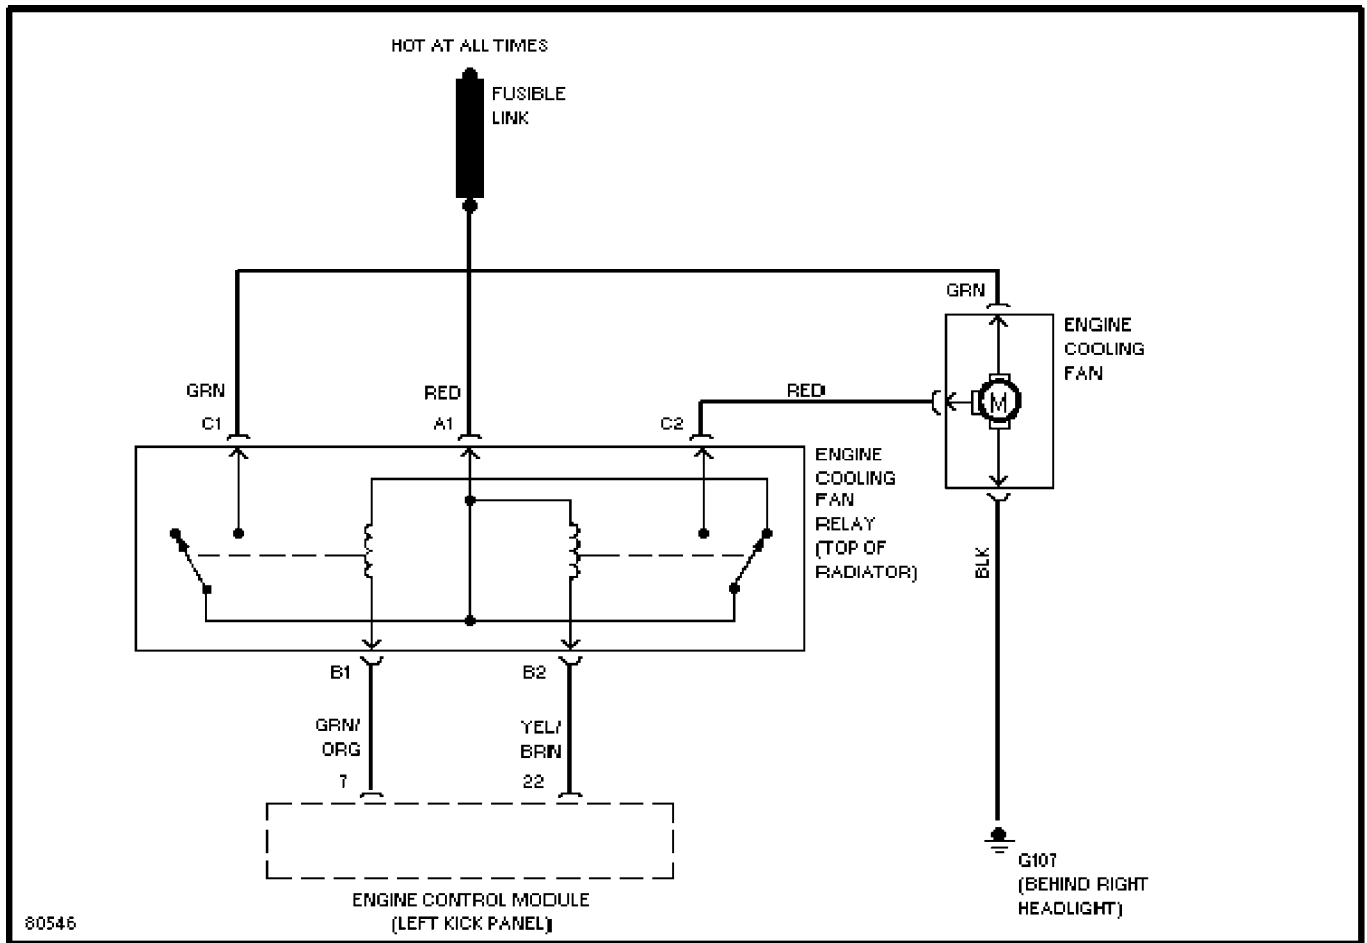 HOT AT ALL TIMES
FUSIBLE
LINK
GRN
ENGINE
COOLING
FAN
M
GRN
RED
RED
C1
A1
C2
ENGINE
COOLING
FAN
RELAY
(TOP OF
RADIATOR)
BLK
B1
B2
GRN/
ORG
YEL/
BRN
7
22
G107
(BEHIND RIGHT
HEADLIGHT)
ENGINE CONTROL MODULE
(LEFT KICK PANEL)
80546